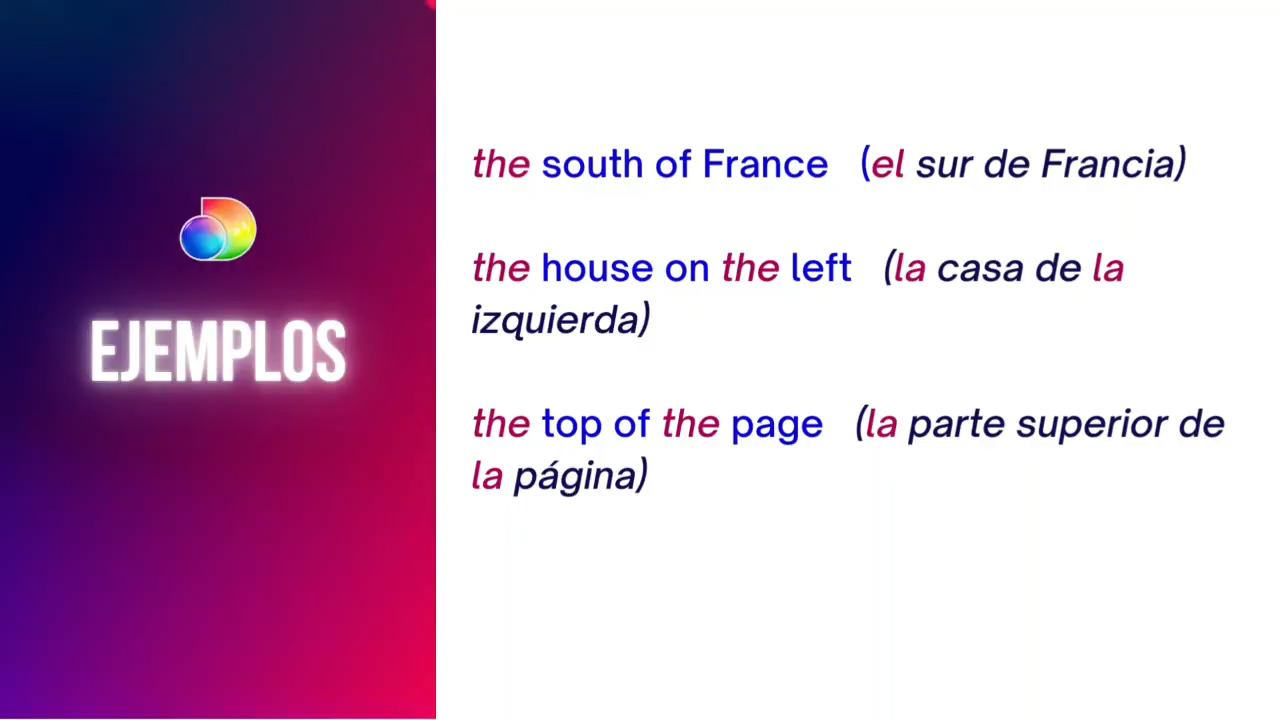 EJEMPLOS
the south of France (el sur de Francia)
the house on the left (la casa de la
izquierda)
the top of the page (la parte superior de
la página)